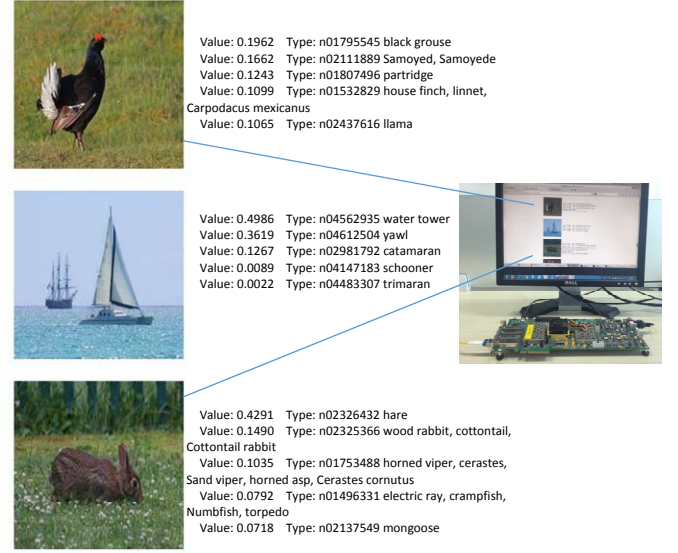 Value: 0.1962 Type: n01795545 black grouse
Value: 0.1662 Type: n02111889 Samoyed, Samoyede
Value: 0.1243 Type: n01807496 partridge
Value: 0.1099 Type: n01532829 house finch, linnet,
Carpodacus mexicanus
Value: 0.1065 Type: n02437616 llama
Value: 0.4986 Type: n04562935 water tower
Value: 0.3619 Type: n04612504 yawl
Value: 0.1267 Type: n02981792 catamaran
Value: 0.0089 Type: n04147183 schooner
Value: 0.0022 Type: n04483307 trimaran
DELL
Value: 0.4291 Type: n02326432 hare
Value: 0.1490 Type: n02325366 wood rabbit, cottontail,
Cottontail rabbit
Value: 0.1035 Type: n01753488 horned viper, cerastes,
Sand viper, horned asp, Cerastes cornutus
Value: 0.0792 Type: n01496331 electric ray, crampfish,
Numbfish, torpedo
Value: 0.0718 Type: n02137549 mongoose